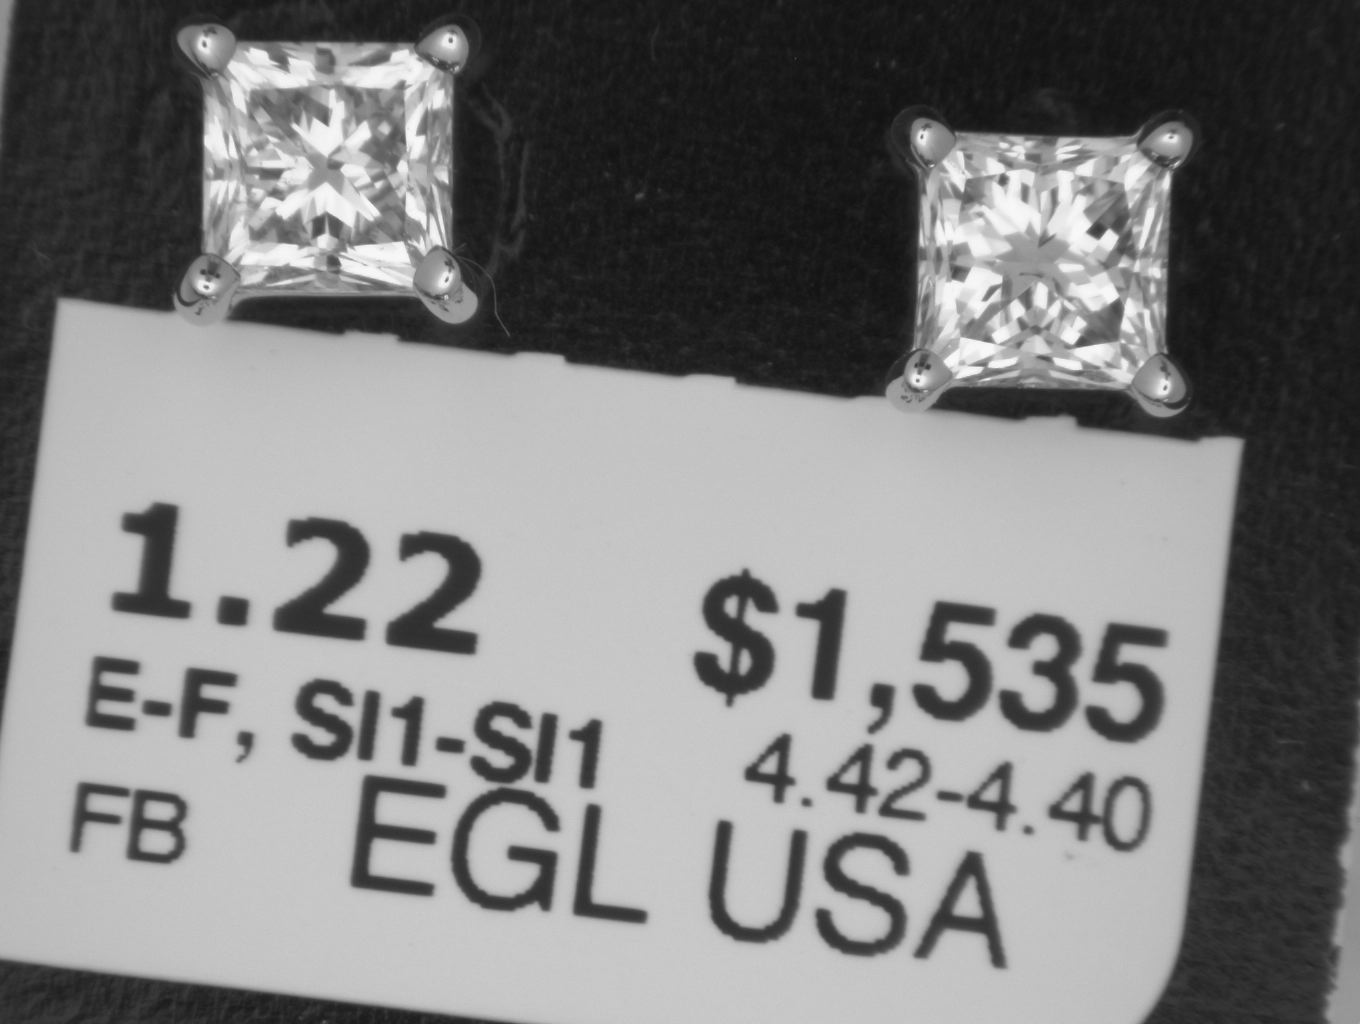 1.22 $1,535
E-F, SI1-SI1 4.42-4.40
FB EGL USA